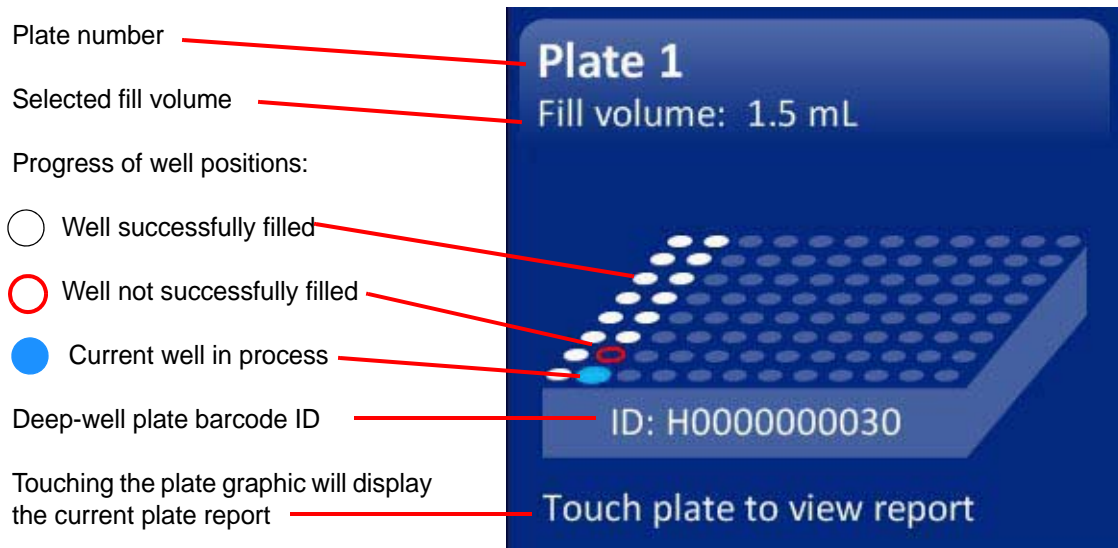 Plate number
Selected fill volume
Progress of well positions:
Well successfully filled
Well not successfully filled
Current well in process
Deep-well plate barcode ID
Touching the plate graphic will display
the current plate report
Plate 1
Fill volume: 1.5 mL
ID: H0000000030
Touch plate to view report